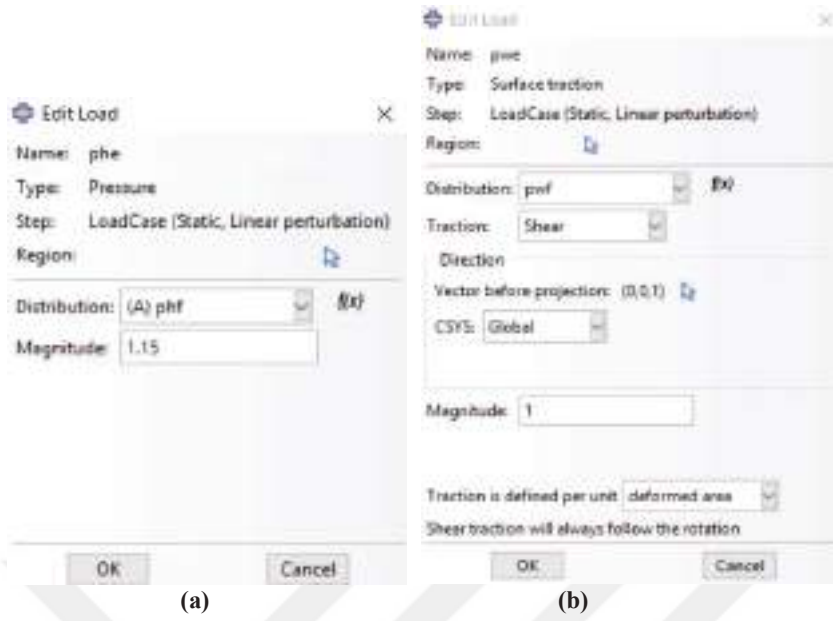 Edit Load
Name: phe
Type: Pressure
Step: LoadCase (Static, Linear perturbation)
Region:
Distribution: (A) phf f(x)
Magnitude: 1.15
OK Cancel
(a)
Edit Load
Name: pwe
Type: Surface traction
Step: LoadCase (Static, Linear perturbation)
Region:
Distribution: pwf f(x)
Traction: Shear
Direction
Vector before projection: (0,0,1)
CSYS: Global
Magnitude: 1
Traction is defined per unit deformed area
Shear traction will always follow the rotation
OK Cancel
(b)